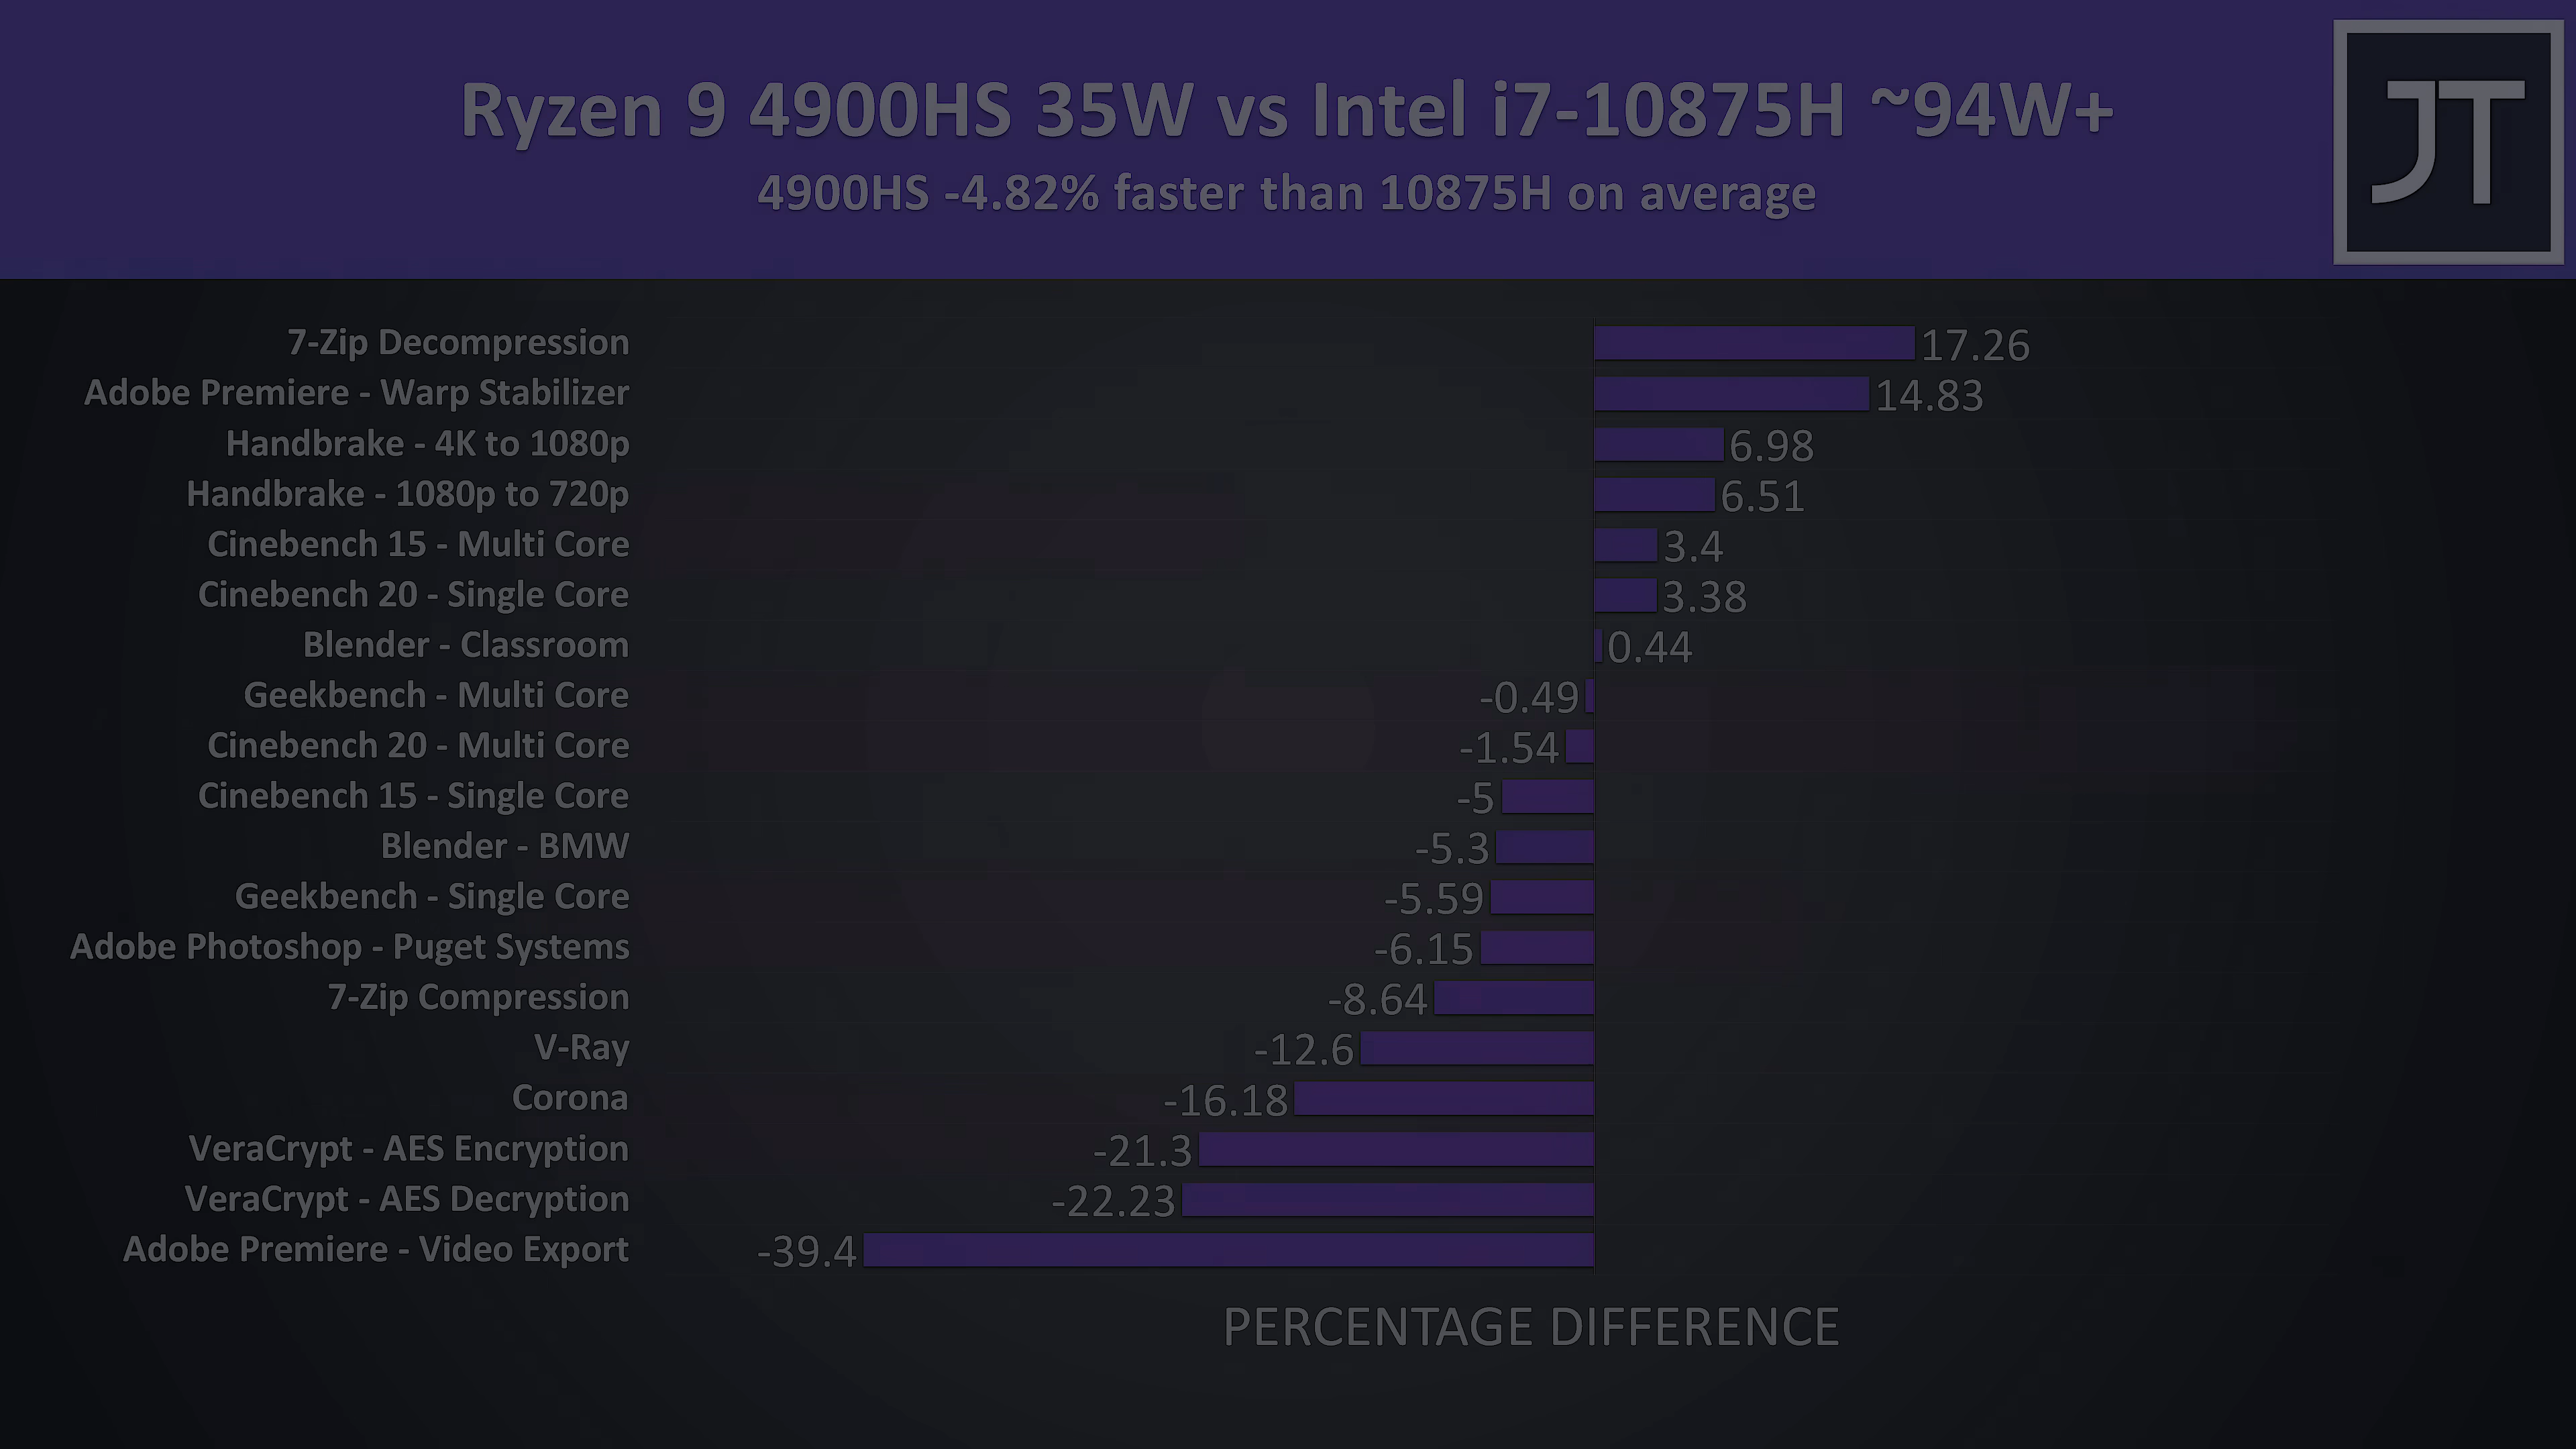 Ryzen 9 4900HS 35W vs Intel i7-10875H ~94W+
4900HS -4.82% faster than 10875H on average
JT
7-Zip Decompression 17.26
Adobe Premiere - Warp Stabilizer 14.83
Handbrake - 4K to 1080p 6.98
Handbrake - 1080p to 720p 6.51
Cinebench 15 - Multi Core 3.4
Cinebench 20 - Single Core 3.38
Blender - Classroom 0.44
Geekbench - Multi Core -0.49
Cinebench 20 - Multi Core -1.54
Cinebench 15 - Single Core -5
Blender - BMW -5.3
Geekbench - Single Core -5.59
Adobe Photoshop - Puget Systems -6.15
7-Zip Compression -8.64
V-Ray -12.6
Corona -16.18
VeraCrypt - AES Encryption -21.3
VeraCrypt - AES Decryption -22.23
Adobe Premiere - Video Export -39.4
PERCENTAGE DIFFERENCE